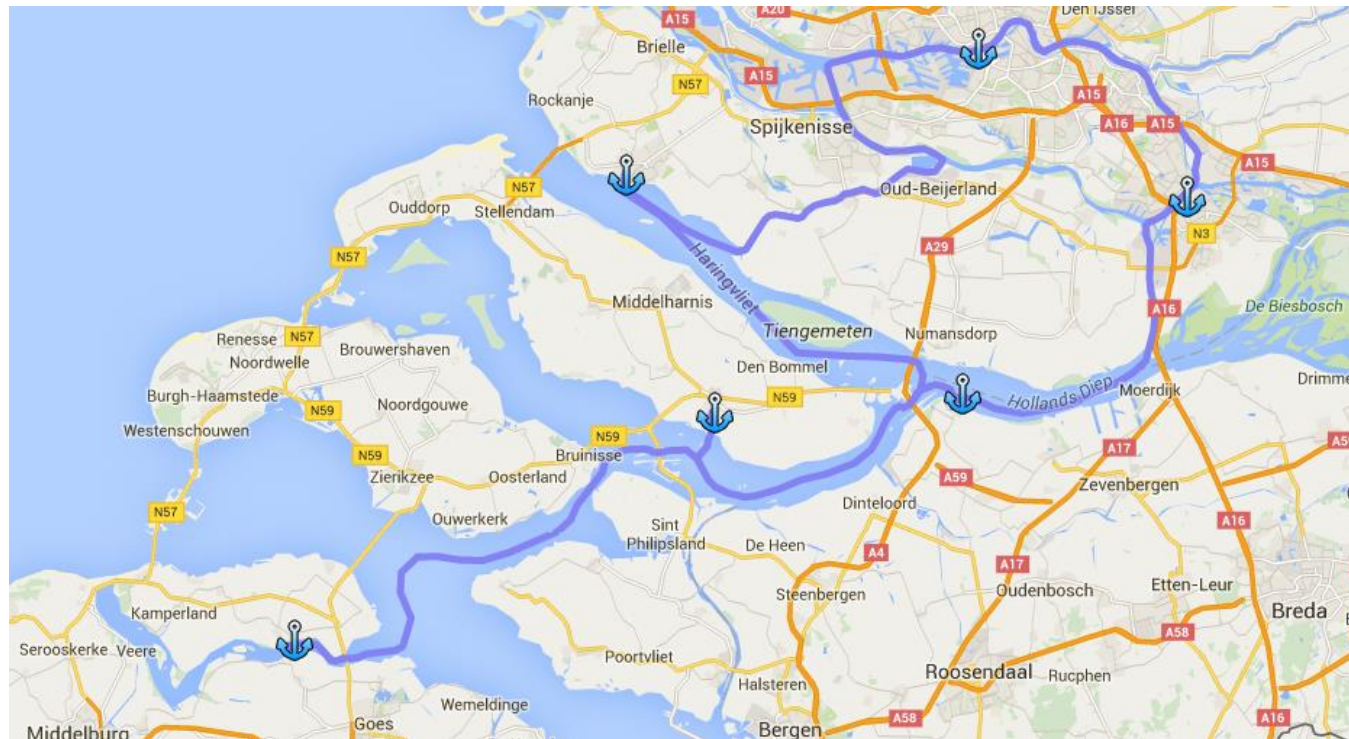 A20
Den IJssel
A15
Brielle
A15
N57
Rockanje
A15
Spijkenisse
A16
A15
A15
N57
Oud-Beijerland
Ouddorp
Stellendam
N3
N57
Haringvliet
A29
Middelharnis
De Biesbosch
A16
Tiengemeten
Numansdorp
Renesse
N57
Noordwelle
Brouwershaven
Den Bommel
Burgh-Haamstede
N59
Noordgouwe
N59
Hollands Diep
Moerdijk
Westenschouwen
N59
Bruinisse
A17
N59
Zierikzee
Oosterland
A59
Zevenbergen
N57
Ouwerkerk
Dinteloord
A16
Sint
Philipsland
De Heen
A4
A17
Kamperland
Steenbergen
Oudenbosch
Etten-Leur
Breda
A58
Serooskerke
Veere
Poortvliet
Halsteren
Roosendaal
Rucphen
Wemeldinge
Goes
A58
A16
Middelburg
Bergen